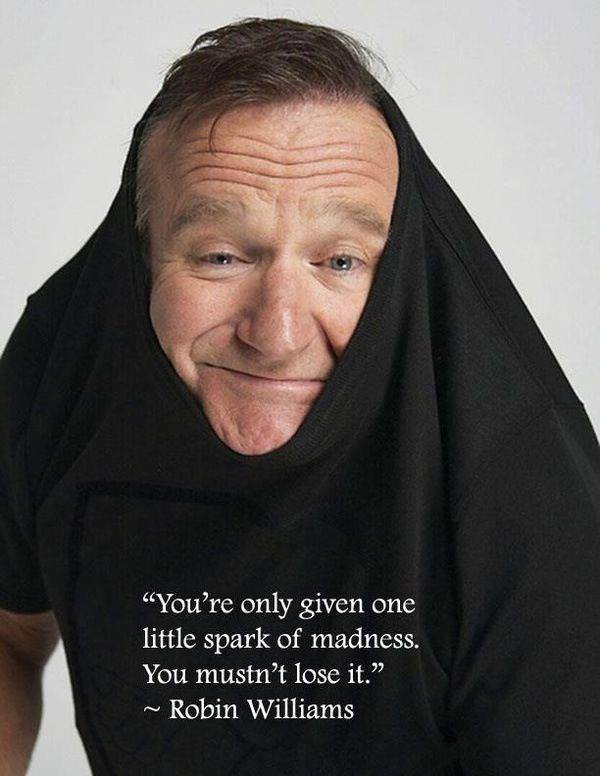 “You’re only given one
little spark of madness.
You mustn’t lose it.”
~ Robin Williams